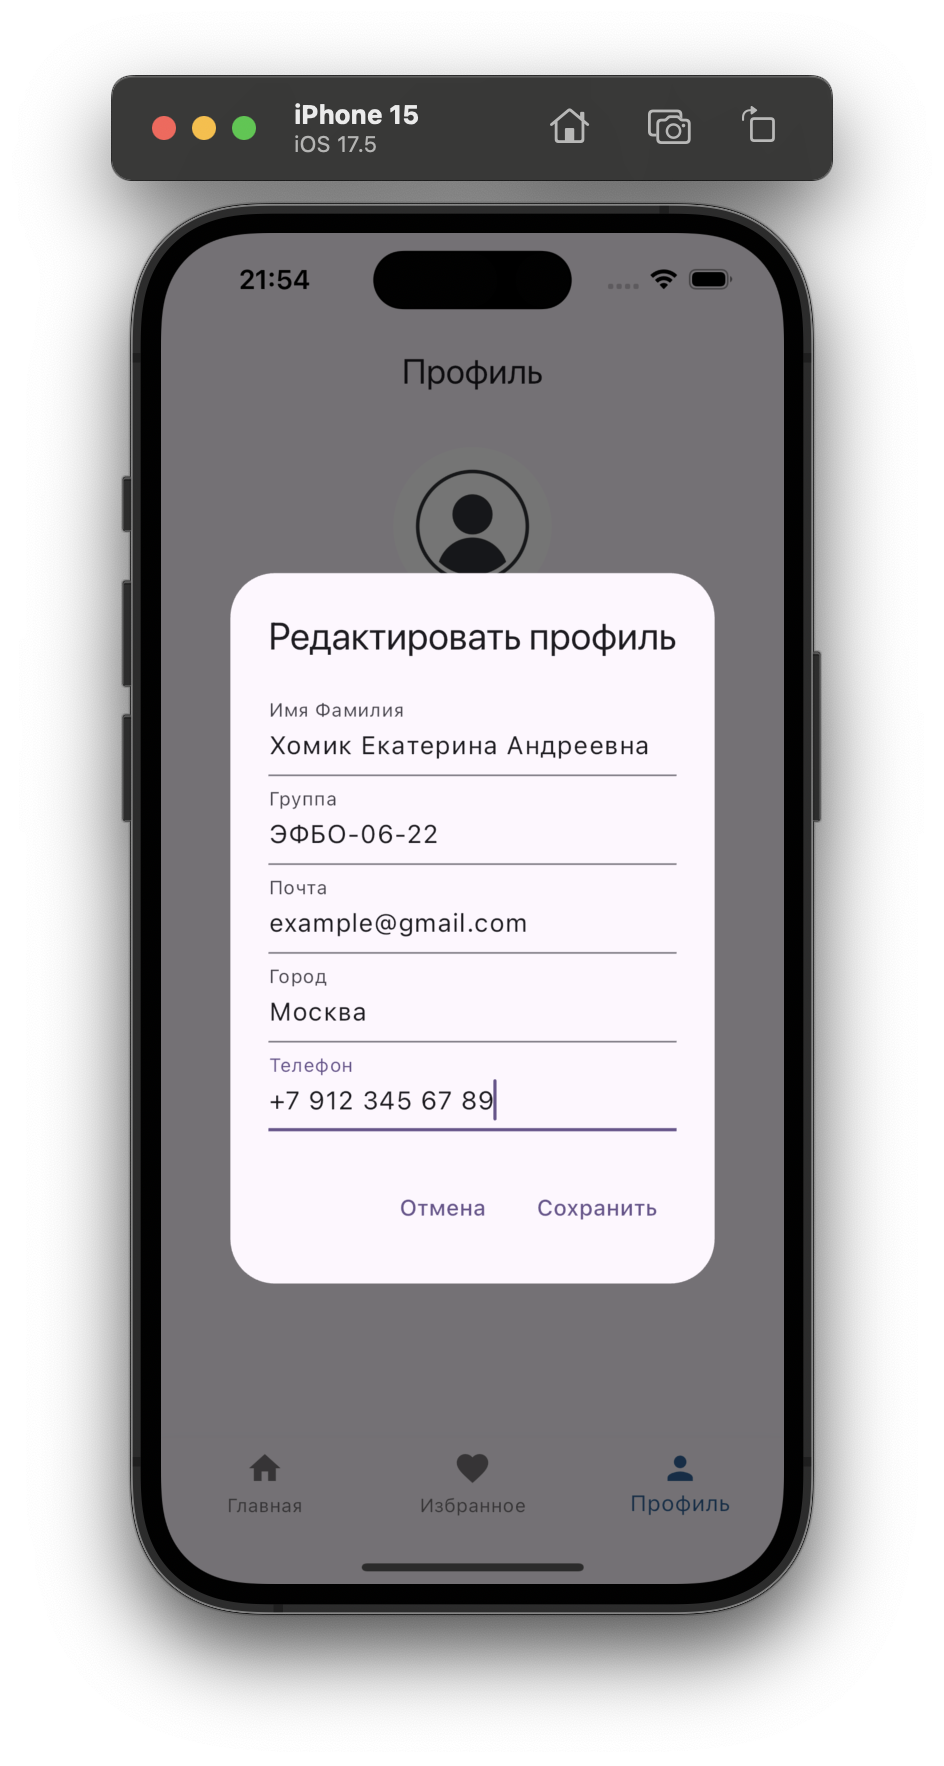 iPhone 15
iOS 17.5
21:54
Профиль
Редактировать профиль
Имя Фамилия
Хомик Екатерина Андреевна
Группа
ЭФБО-06-22
Почта
example@gmail.com
Город
Москва
Телефон
+7 912 345 67 89
Отмена Сохранить
Главная Избранное Профиль